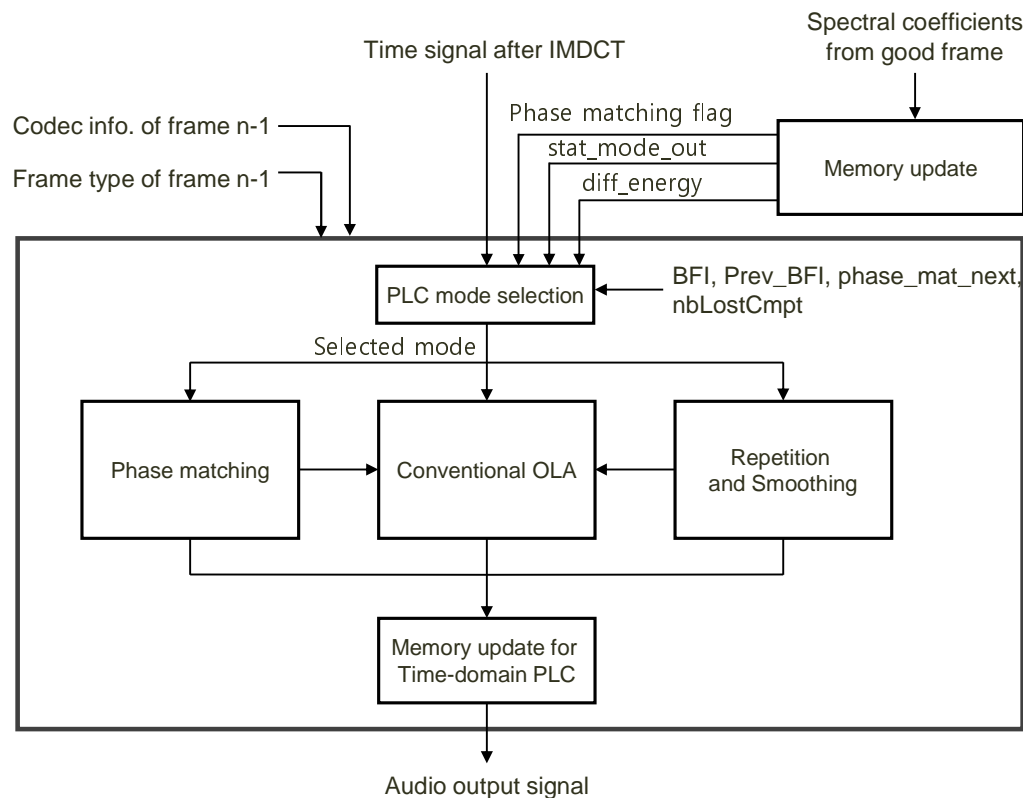 Spectral coefficients
from good frame
Time signal after IMDCT
Phase matching flag
Codec info. of frame n-1
stat_mode_out
Memory update
Frame type of frame n-1
diff_energy
PLC mode selection
BFI, Prev_BFI, phase_mat_next,
nbLostCmpt
Selected mode
Phase matching
Conventional OLA
Repetition
and Smoothing
Memory update for
Time-domain PLC
Audio output signal